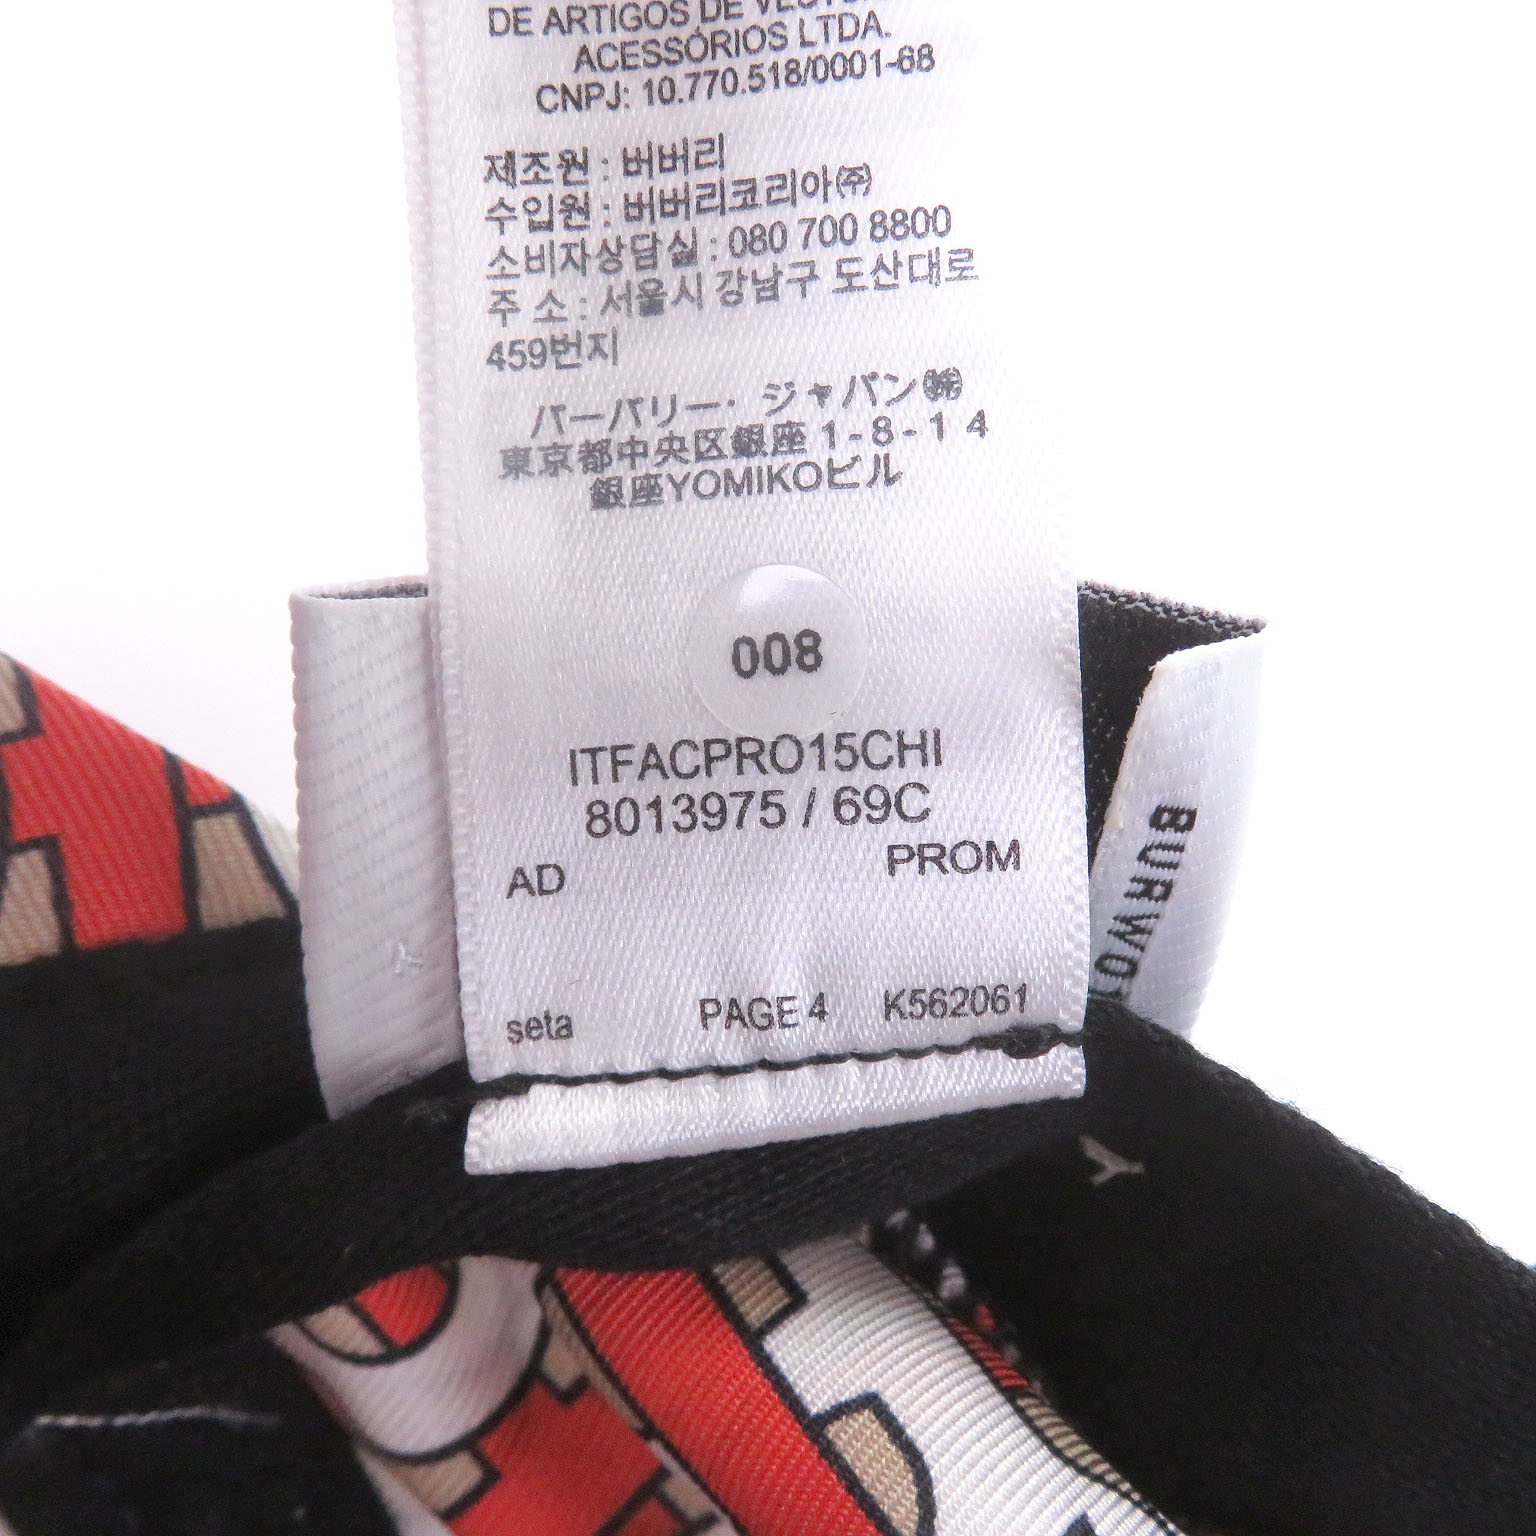 DE ARTIGOS DE
ACESSÓRIOS LTDA.
CNPJ: 10.770.518/0001-68
제조원 : 버버리
수입원 : 버버리코리아㈜
소비자상담실 : 080 700 8800
주 소 : 서울시 강남구 도산대로
459번지
バーバリー・ジャパン㈱
東京都中央区銀座 1-8-14
銀座YOMIKOビル
008
ITFACPRO15CHI
8013975 / 69C
AD PROM
seta PAGE 4 K562061
Y
Y